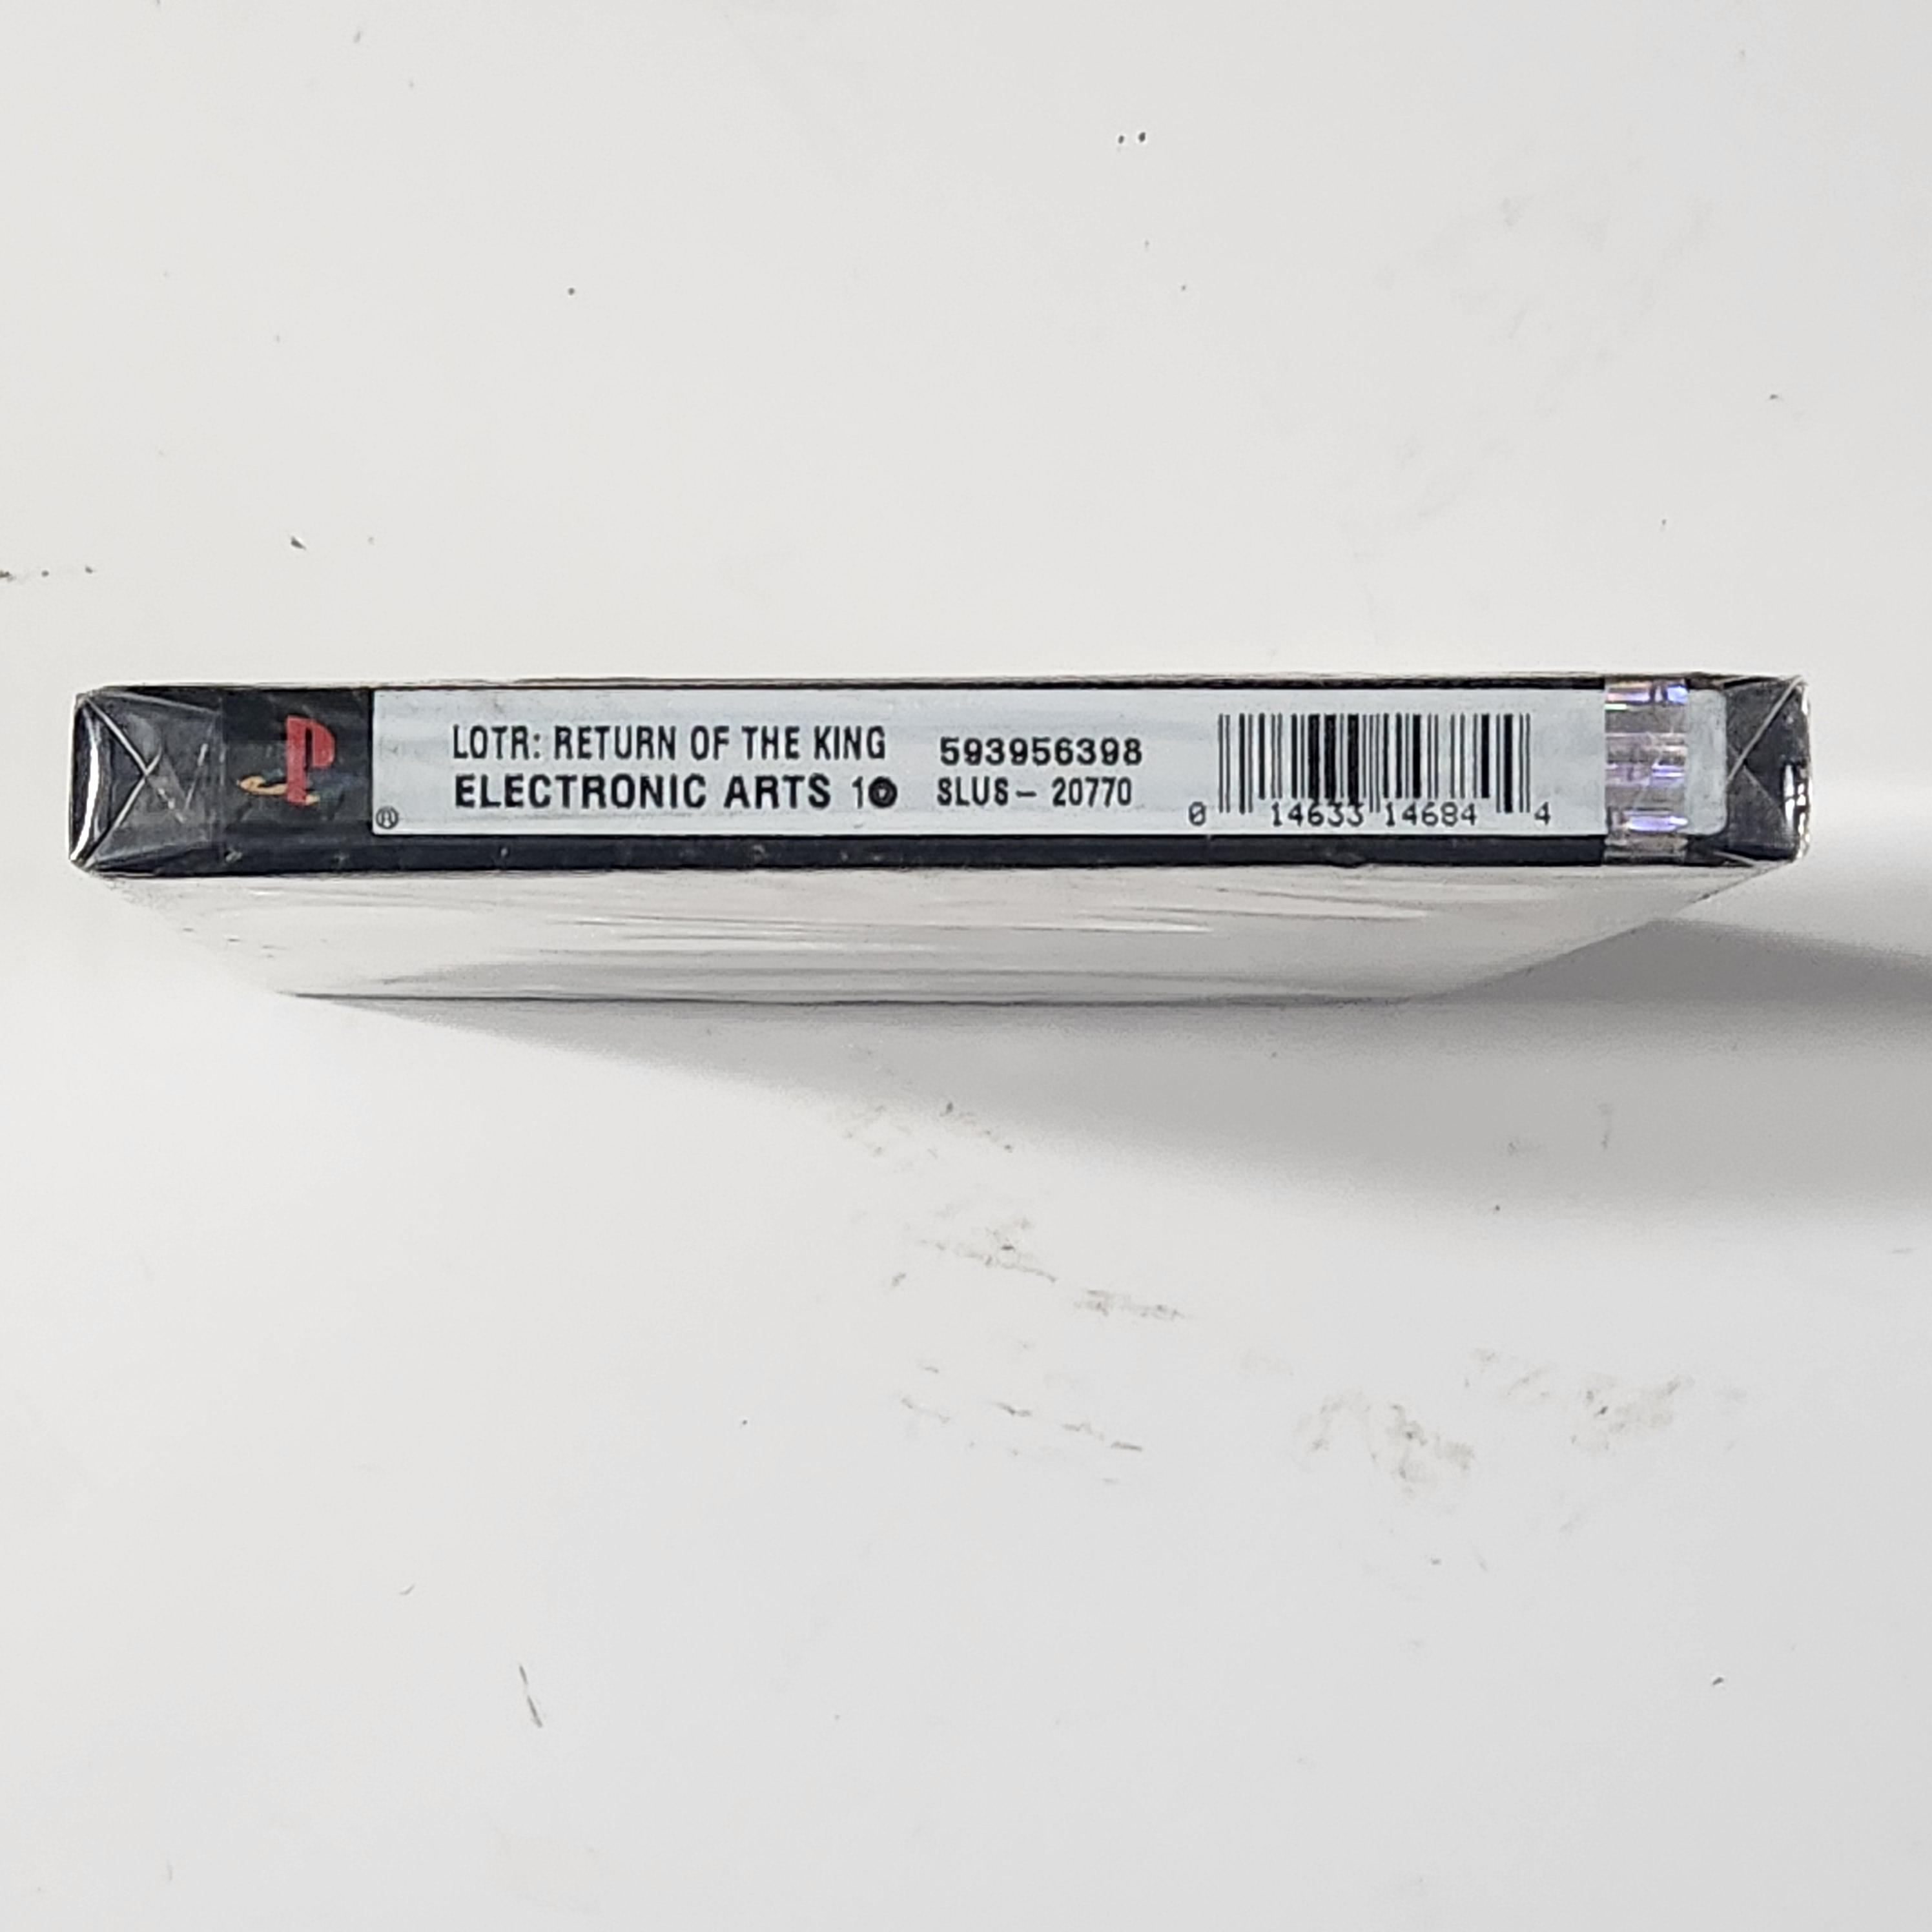 LOTR: RETURN OF THE KING 593956398
ELECTRONIC ARTS 1 SLUS- 20770
0 14633 14684 4
®